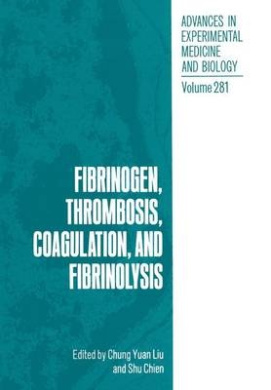 ADVANCES IN
EXPERIMENTAL
MEDICINE
AND BIOLOGY
Volume 281
FIBRINOGEN,
THROMBOSIS,
COAGULATION, AND
FIBRINOLYSIS
Edited by Chung Yuan Liu
and Shu Chien